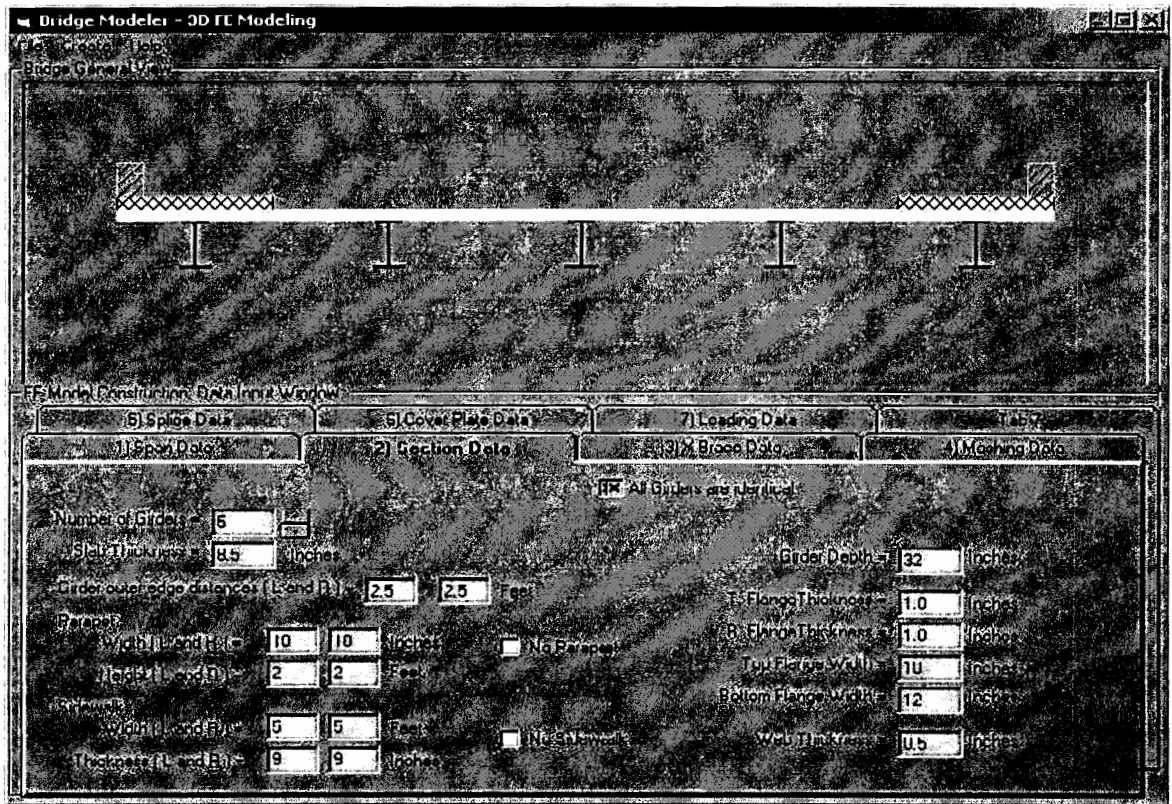 Bridge Modeler - 3D FE Modeling
File Create Help
Bridge General View
FE Model Construction Data Input Window
5) Splice Data 6) Cover Plate Data 7) Loading Data Tab 7
1) Span Data 2) Section Data 3) X Brace Data 4) Meshing Data
All Girders are identical
Number of Girders = 5
Slab Thickness = 8.5 Inches
Girder Depth = 32 Inches
Girder outer edge distances ( L and R ) = 2.5 2.5 Feet
T. Flange Thickness = 1.0 Inches
Parapet
Width ( L and R ) = 10 10 Inches No Parapet
B. Flange Thickness = 1.0 Inches
Height ( L and R ) = 2 2 Feet
Top Flange Width = 10 Inches
Bottom Flange Width = 12 Inches
Sidewalk
Width ( L and R ) = 5 5 Feet No Sidewalk
Web Thickness = 0.5 Inches
Thickness ( L and R ) = 9 9 Inches